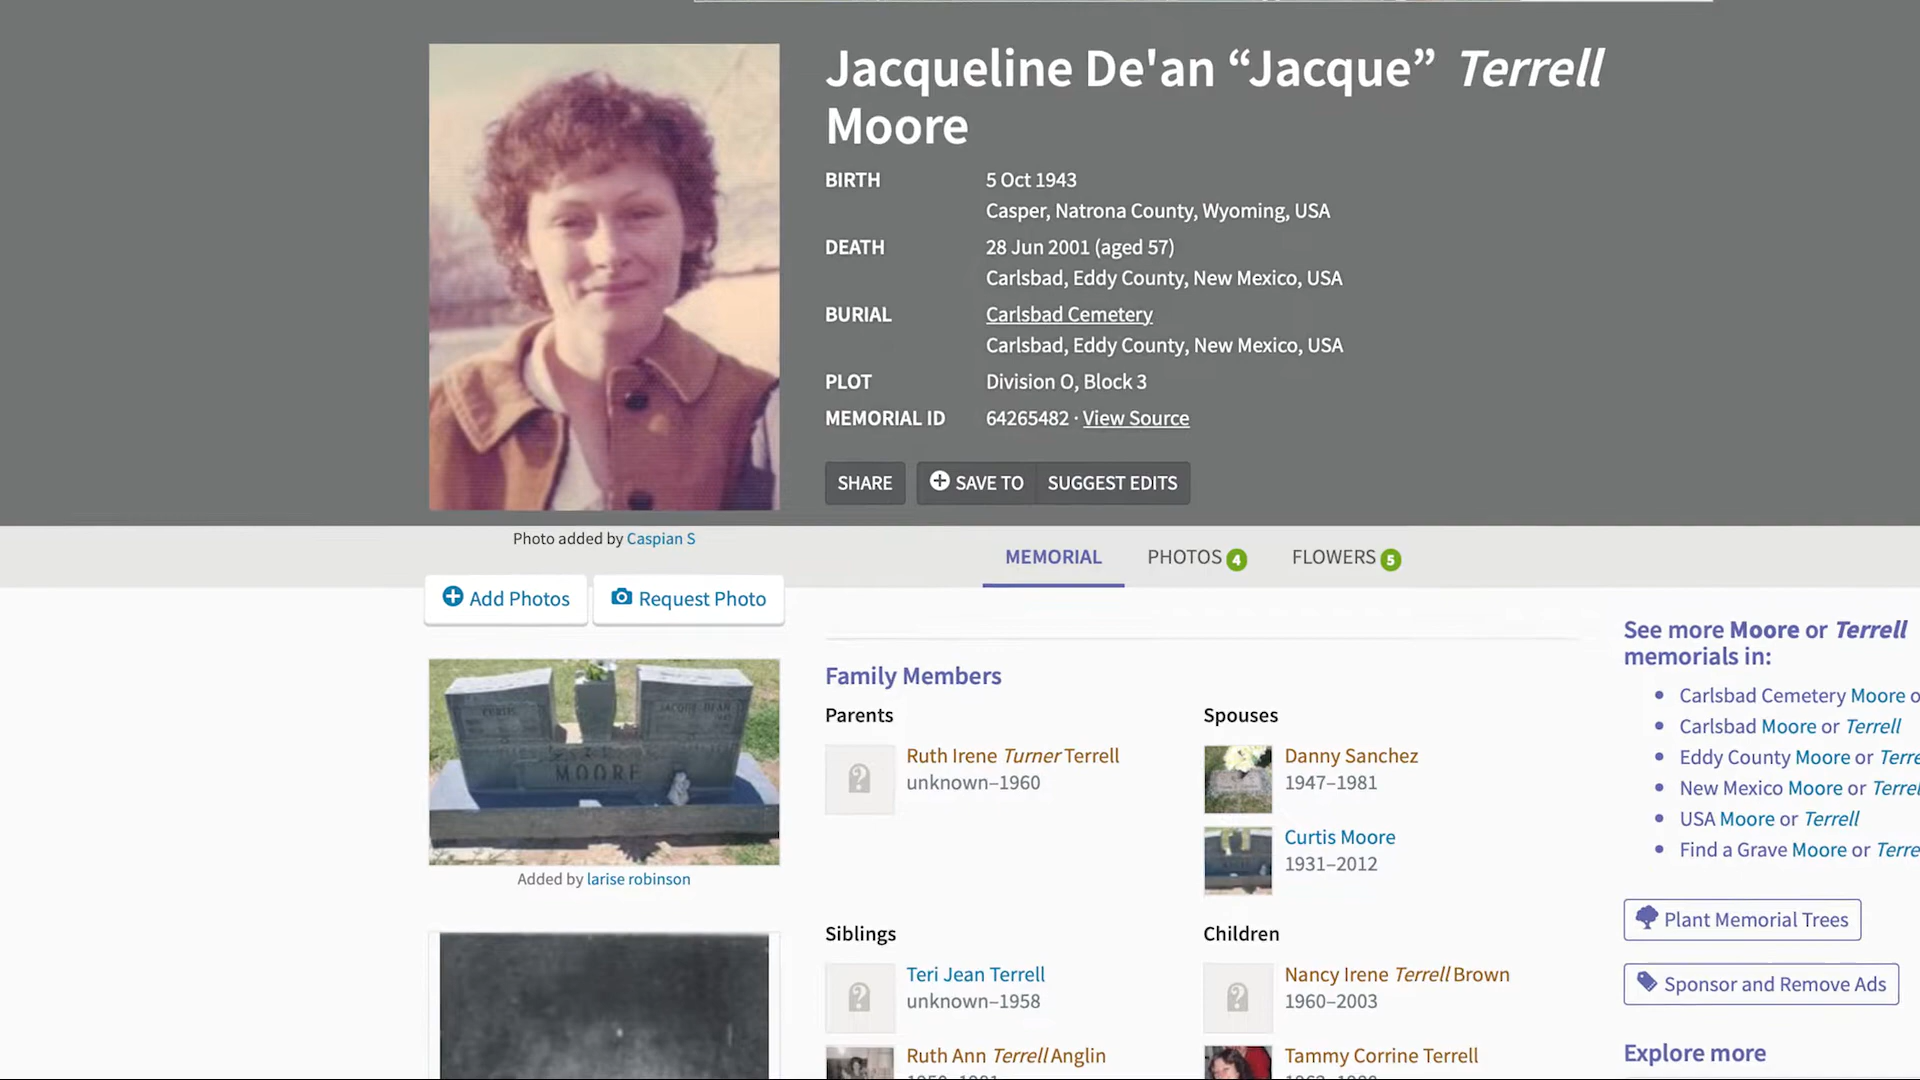 Jacqueline De'an “Jacque” Terrell
Moore
BIRTH 5 Oct 1943
Casper, Natrona County, Wyoming, USA
DEATH 28 Jun 2001 (aged 57)
Carlsbad, Eddy County, New Mexico, USA
BURIAL Carlsbad Cemetery
Carlsbad, Eddy County, New Mexico, USA
PLOT Division O, Block 3
MEMORIAL ID 64265482 · View Source
SHARE SAVE TO SUGGEST EDITS
Photo added by Caspian S
MEMORIAL PHOTOS 4 FLOWERS 5
Add Photos Request Photo
CURTIS
JACQUE DEAN
MOORE
Added by larise robinson
Family Members
Parents
Ruth Irene Turner Terrell
unknown–1960
Spouses
Danny Sanchez
1947–1981
Curtis Moore
1931–2012
Siblings
Teri Jean Terrell
unknown–1958
Ruth Ann Terrell Anglin
Children
Nancy Irene Terrell Brown
1960–2003
Tammy Corrine Terrell
See more Moore or Terrell
memorials in:
Carlsbad Cemetery Moore o
Carlsbad Moore or Terrell
Eddy County Moore or Terre
New Mexico Moore or Terrel
USA Moore or Terrell
Find a Grave Moore or Terre
Plant Memorial Trees
Sponsor and Remove Ads
Explore more